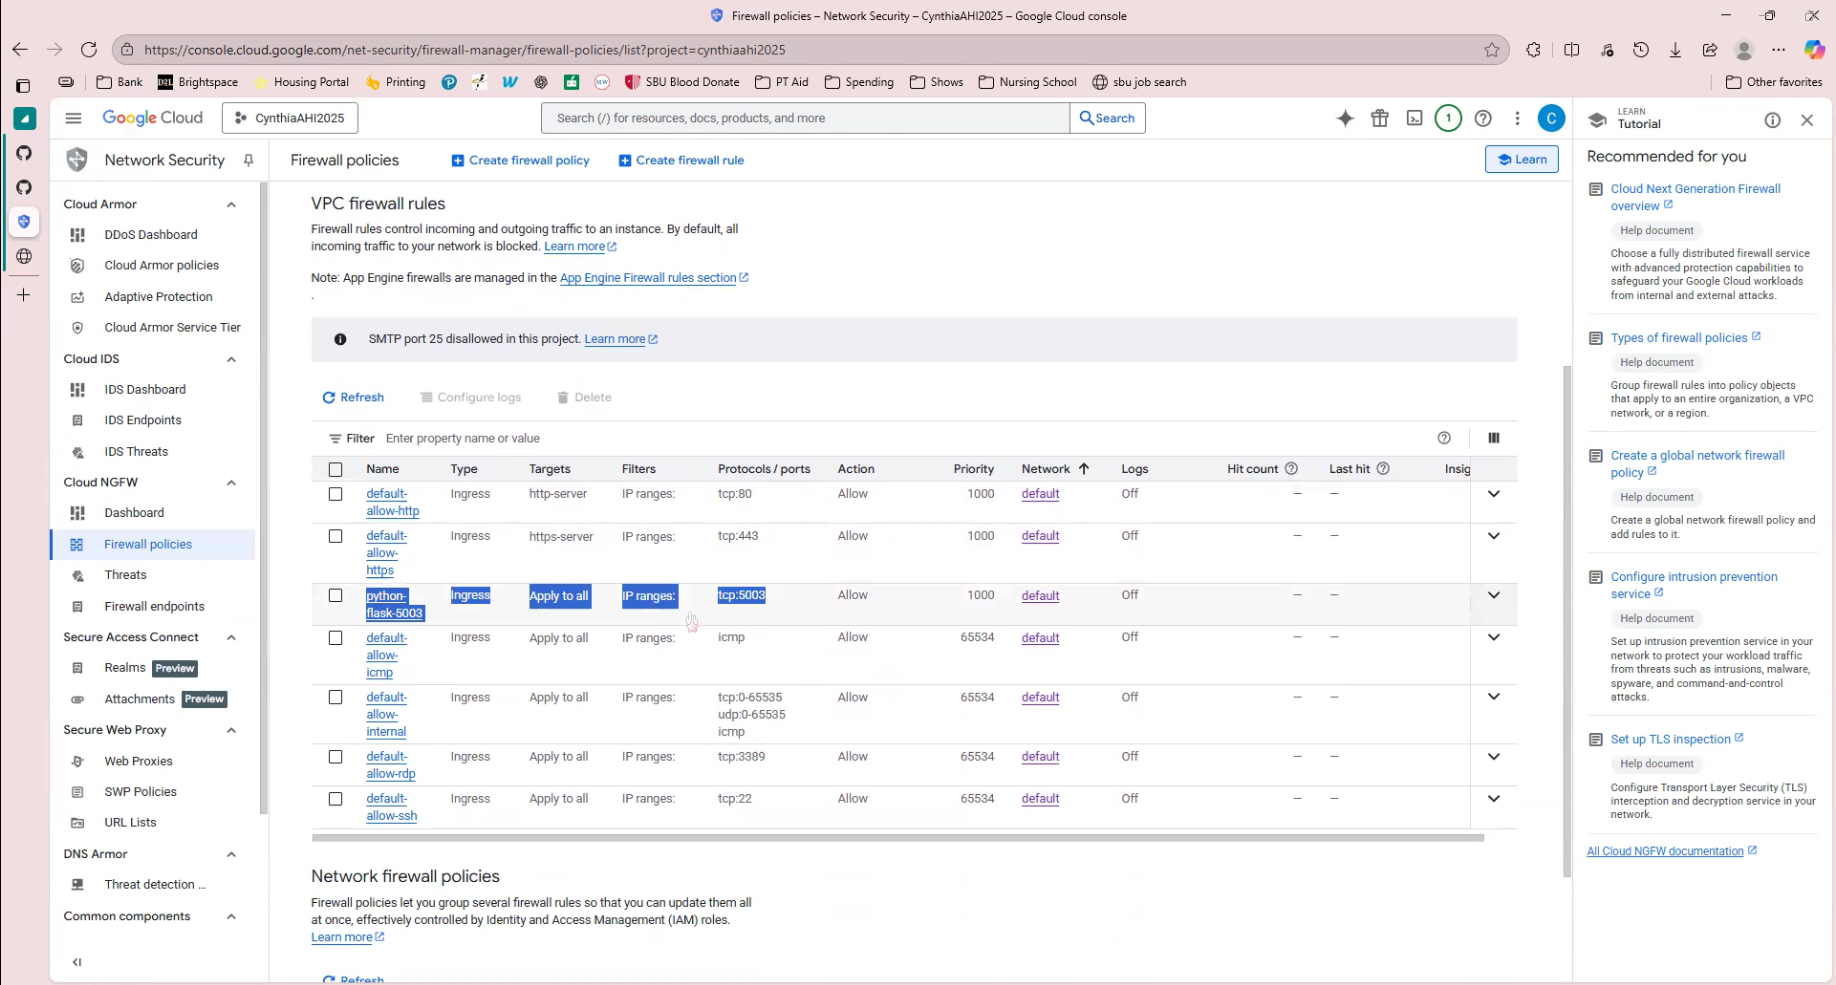 Firewall policies – Network Security – CynthiaAHI2025 – Google Cloud console
https://console.cloud.google.com/net-security/firewall-manager/firewall-policies/list?project=cynthiaahi2025
Bank
D2L
Brightspace
Housing Portal
Printing
SBU Blood Donate
PT Aid
Spending
Shows
Nursing School
sbu job search
Other favorites
Google Cloud
CynthiaAHI2025
Search (/) for resources, docs, products, and more
Search
1
C
Network Security
Cloud Armor
DDoS Dashboard
Cloud Armor policies
Adaptive Protection
Cloud Armor Service Tier
Cloud IDS
IDS Dashboard
IDS Endpoints
IDS Threats
Cloud NGFW
Dashboard
Firewall policies
Threats
Firewall endpoints
Secure Access Connect
Realms Preview
Attachments Preview
Secure Web Proxy
Web Proxies
SWP Policies
URL Lists
DNS Armor
Threat detection ...
Common components
Firewall policies
Create firewall policy
Create firewall rule
Learn
VPC firewall rules
Firewall rules control incoming and outgoing traffic to an instance. By default, all
incoming traffic to your network is blocked. Learn more
Note: App Engine firewalls are managed in the App Engine Firewall rules section
.
SMTP port 25 disallowed in this project. Learn more
Refresh
Configure logs
Delete
Filter Enter property name or value
Name Type Targets Filters Protocols / ports Action Priority Network Logs Hit count Last hit Insig
default-allow-http Ingress http-server IP ranges: tcp:80 Allow 1000 default Off — —
default-allow-https Ingress https-server IP ranges: tcp:443 Allow 1000 default Off — —
python-flask-5003 Ingress Apply to all IP ranges: tcp:5003 Allow 1000 default Off — —
default-allow-icmp Ingress Apply to all IP ranges: icmp Allow 65534 default Off — —
default-allow-internal Ingress Apply to all IP ranges: tcp:0-65535 udp:0-65535 icmp Allow 65534 default Off — —
default-allow-rdp Ingress Apply to all IP ranges: tcp:3389 Allow 65534 default Off — —
default-allow-ssh Ingress Apply to all IP ranges: tcp:22 Allow 65534 default Off — —
Network firewall policies
Firewall policies let you group several firewall rules so that you can update them all
at once, effectively controlled by Identity and Access Management (IAM) roles.
Learn more
Refresh
LEARN
Tutorial
Recommended for you
Cloud Next Generation Firewall
overview
Help document
Choose a fully distributed firewall service
with advanced protection capabilities to
safeguard your Google Cloud workloads
from internal and external attacks.
Types of firewall policies
Help document
Group firewall rules into policy objects
that apply to an entire organization, a VPC
network, or a region.
Create a global network firewall
policy
Help document
Create a global network firewall policy and
add rules to it.
Configure intrusion prevention
service
Help document
Set up intrusion prevention service in your
network to protect your workload traffic
from threats such as intrusions, malware,
spyware, and command-and-control
attacks.
Set up TLS inspection
Help document
Configure Transport Layer Security (TLS)
interception and decryption service in your
network.
All Cloud NGFW documentation